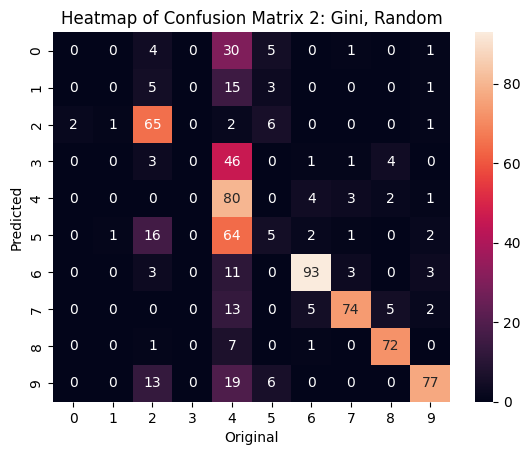 Heatmap of Confusion Matrix 2: Gini, Random
0 0 0 4 0 30 5 0 1 0 1
1 0 0 5 0 15 3 0 0 0 1
2 2 1 65 0 2 6 0 0 0 1
3 0 0 3 0 46 0 1 1 4 0
4 0 0 0 0 80 0 4 3 2 1
5 0 1 16 0 64 5 2 1 0 2
6 0 0 3 0 11 0 93 3 0 3
7 0 0 0 0 13 0 5 74 5 2
8 0 0 1 0 7 0 1 0 72 0
9 0 0 13 0 19 6 0 0 0 77
0 1 2 3 4 5 6 7 8 9
Original
Predicted
80
60
40
20
0